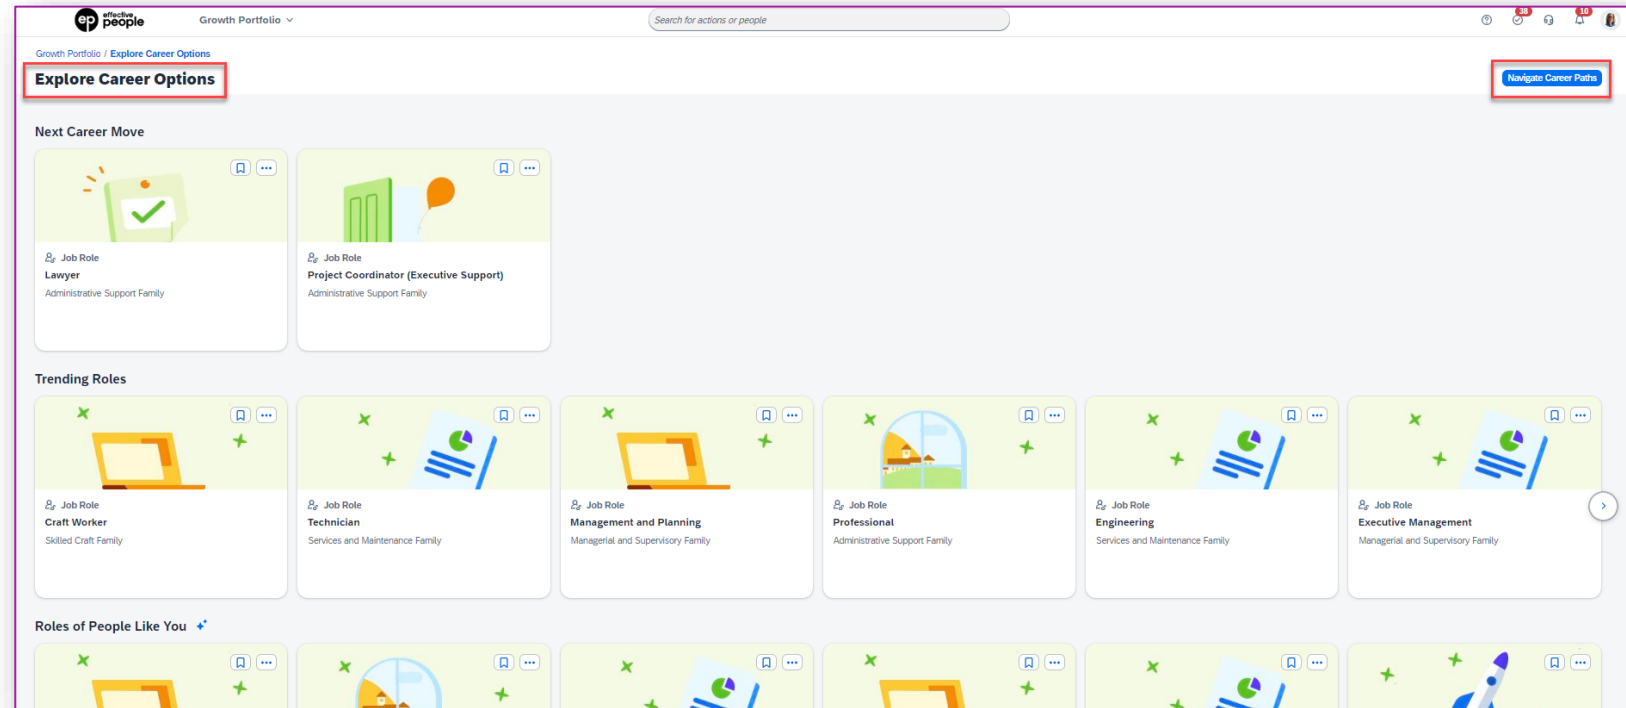 effective
people
ep
Growth Portfolio
Search for actions or people
38
10
Growth Portfolio / Explore Career Options
Explore Career Options
Navigate Career Paths
Next Career Move
Job Role
Lawyer
Administrative Support Family
Job Role
Project Coordinator (Executive Support)
Administrative Support Family
Trending Roles
Job Role
Craft Worker
Skilled Craft Family
Job Role
Technician
Services and Maintenance Family
Job Role
Management and Planning
Managerial and Supervisory Family
Job Role
Professional
Administrative Support Family
Job Role
Engineering
Services and Maintenance Family
Job Role
Executive Management
Managerial and Supervisory Family
Roles of People Like You